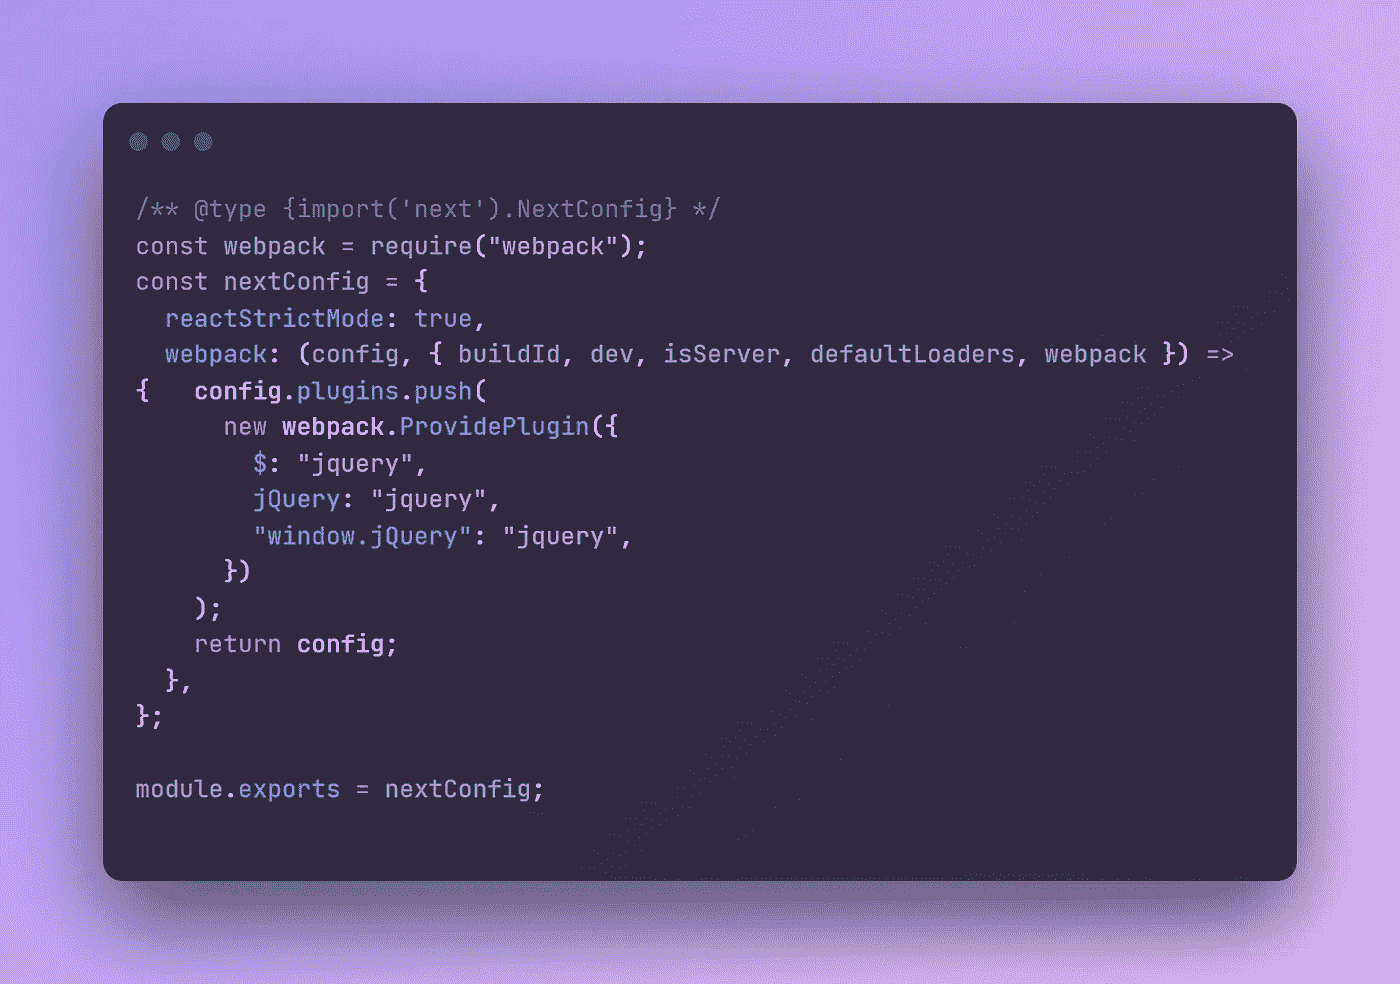 /** @type {import('next').NextConfig} */
const webpack = require("webpack");
const nextConfig = {
  reactStrictMode: true,
  webpack: (config, { buildId, dev, isServer, defaultLoaders, webpack }) =>
{   config.plugins.push(
      new webpack.ProvidePlugin({
        $: "jquery",
        jQuery: "jquery",
        "window.jQuery": "jquery",
      })
    );
    return config;
  },
};
module.exports = nextConfig;